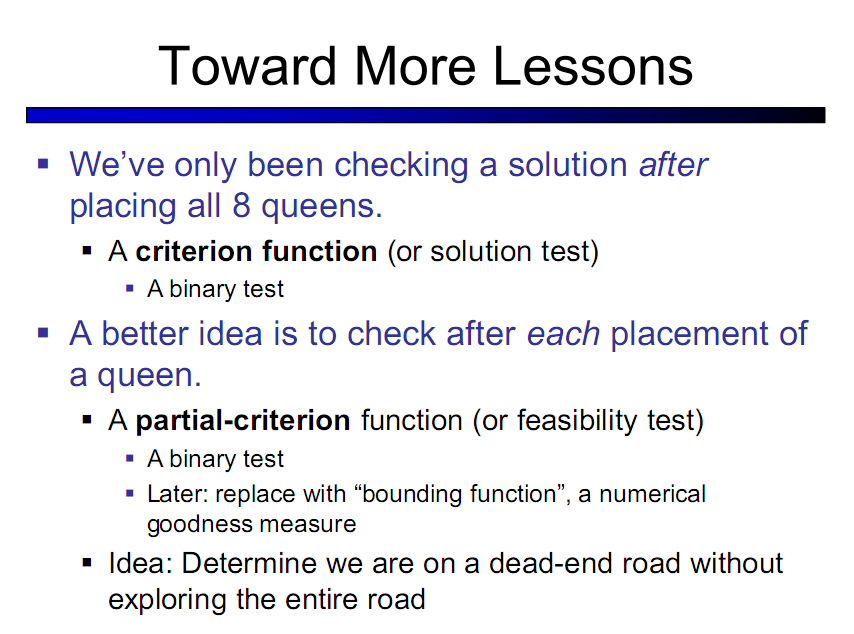 Toward More Lessons
We’ve only been checking a solution after
placing all 8 queens.
A criterion function (or solution test)
A binary test
A better idea is to check after each placement of
a queen.
A partial-criterion function (or feasibility test)
A binary test
Later: replace with “bounding function”, a numerical
goodness measure
Idea: Determine we are on a dead-end road without
exploring the entire road